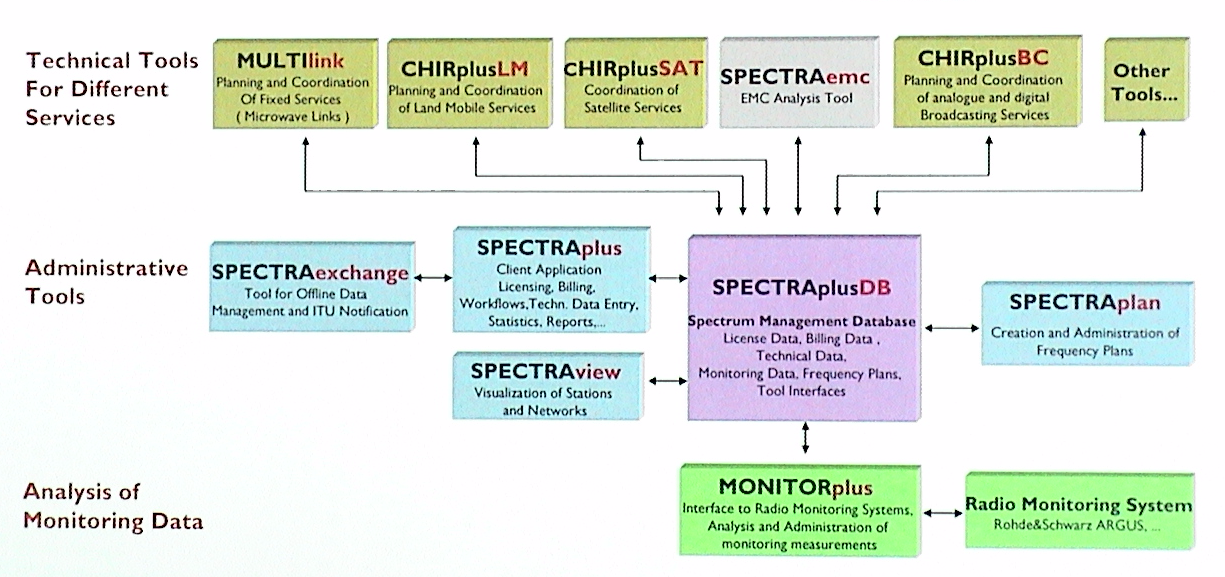 Technical Tools
For Different
Services
MULTIlink
Planning and Coordination
Of Fixed Services
( Microwave Links )
CHIRplusLM
Planning and Coordination
of Land Mobile Services
CHIRplusSAT
Coordination of
Satellite Services
SPECTRAemc
EMC Analysis Tool
CHIRplusBC
Planning and Coordination
of analogue and digital
Broadcasting Services
Other
Tools...
Administrative
Tools
SPECTRAexchange
Tool for Offline Data
Management and ITU Notification
SPECTRAplus
Client Application
Licensing, Billing,
Workflows,Techn. Data Entry,
Statistics, Reports,...
SPECTRAview
Visualization of Stations
and Networks
SPECTRAplusDB
Spectrum Management Database
License Data, Billing Data ,
Technical Data,
Monitoring Data, Frequency Plans,
Tool Interfaces
SPECTRAplan
Creation and Administration of
Frequency Plans
Analysis of
Monitoring Data
MONITORplus
Interface to Radio Monitoring Systems,
Analysis and Administration of
monitoring measurements
Radio Monitoring System
Rohde&Schwarz ARGUS, ...